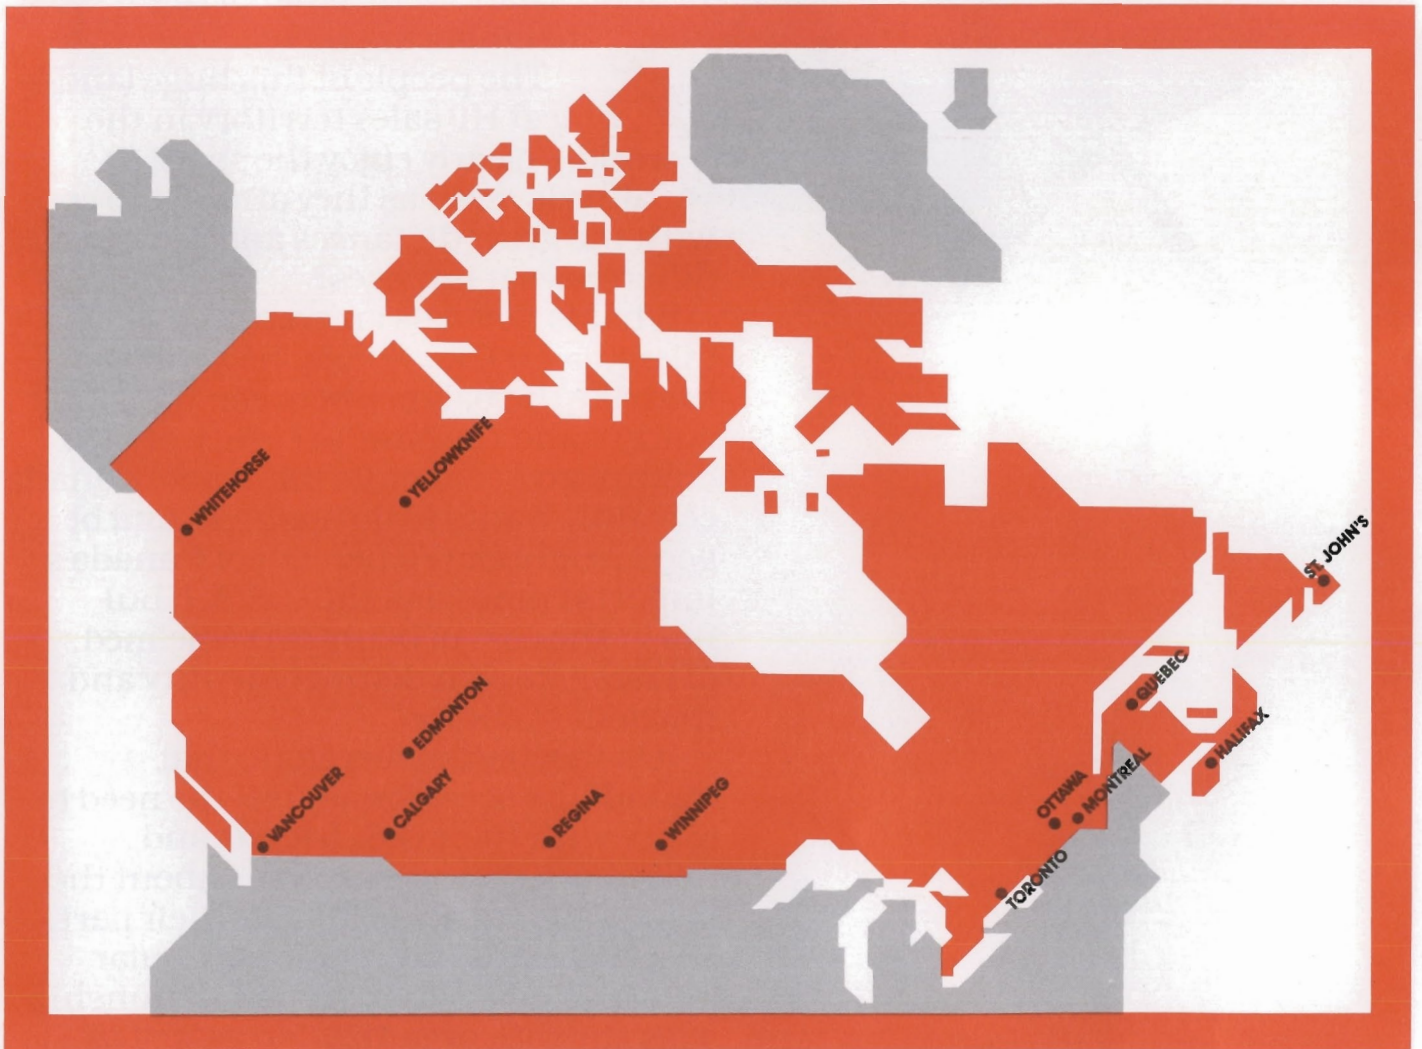 YELLOWKNIFE
WHITEHORSE
ST. JOHN'S
QUEBEC
EDMONTON
HALIFAX
VANCOUVER
CALGARY
OTTAWA
MONTREAL
REGINA
WINNIPEG
TORONTO